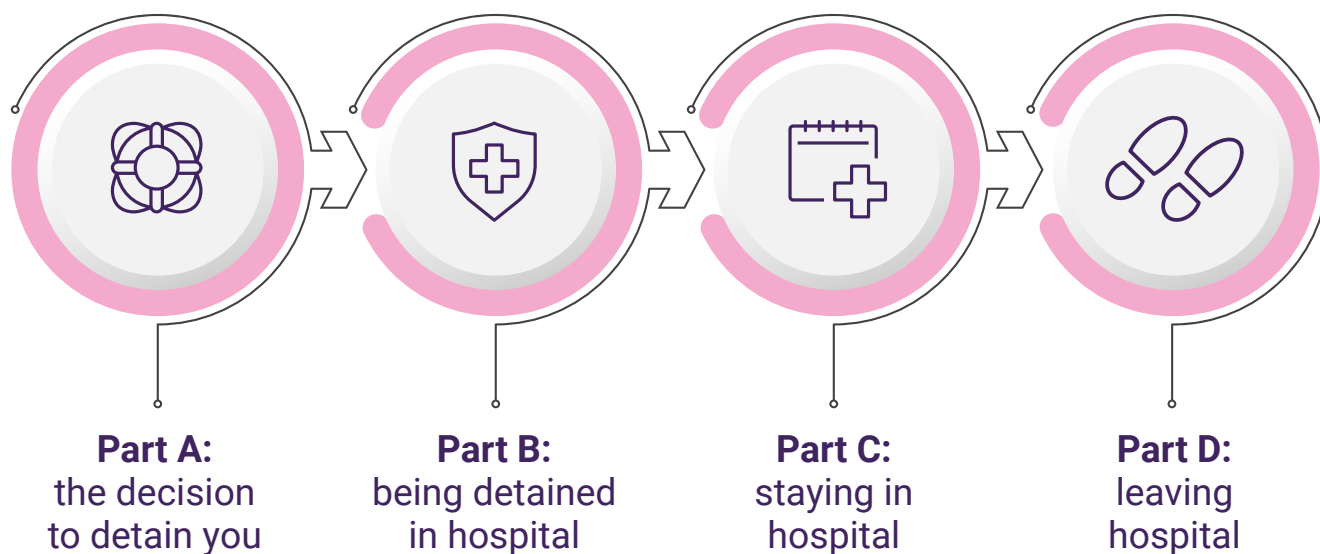 Part A:
the decision
to detain you
Part B:
being detained
in hospital
Part C:
staying in
hospital
Part D:
leaving
hospital